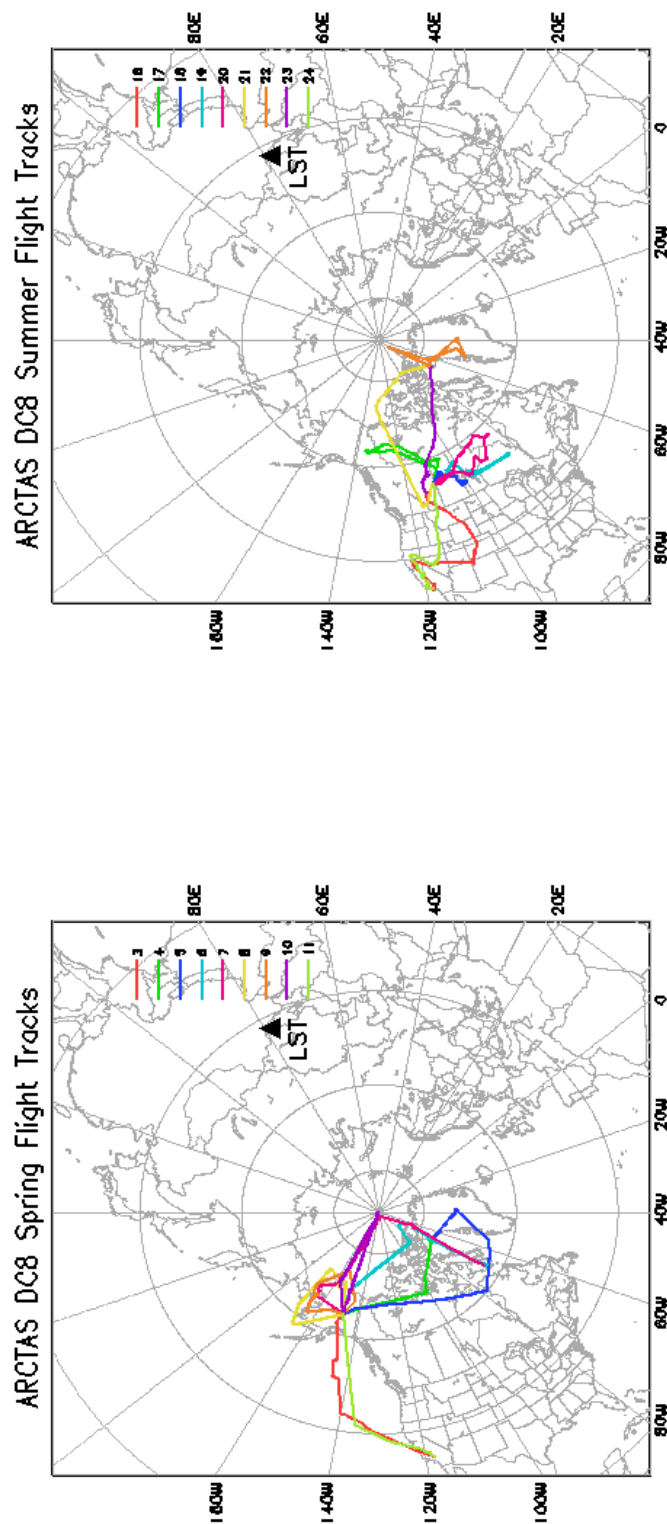 ARCTAS DC8 Spring Flight Tracks
160W
140W
120W
100W
3
4
5
6
7
8
9
10
11
LST
80E
60E
40E
20E
80W
60W
40W
20W
0
ARCTAS DC8 Summer Flight Tracks
160W
140W
120W
100W
16
17
18
19
20
21
22
23
24
LST
80E
60E
40E
20E
80W
60W
40W
20W
0